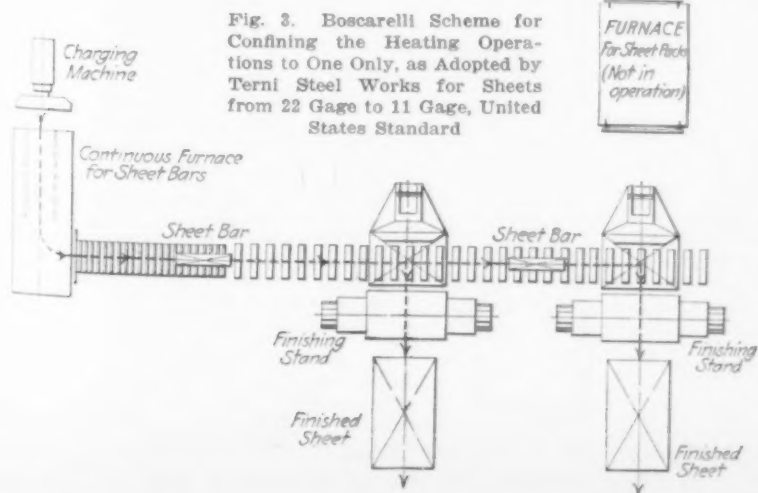 Fig. 3. Boscarelli Scheme for
Confining the Heating Opera-
tions to One Only, as Adopted by
Terni Steel Works for Sheets
from 22 Gage to 11 Gage, United
States Standard
FURNACE
For Sheet Packs
(Not in
operation)
Charging
Machine
Continuous Furnace
for Sheet Bars
Sheet Bar
Sheet Bar
Finishing
Stand
Finishing
Stand
Finished
Sheet
Finished
Sheet